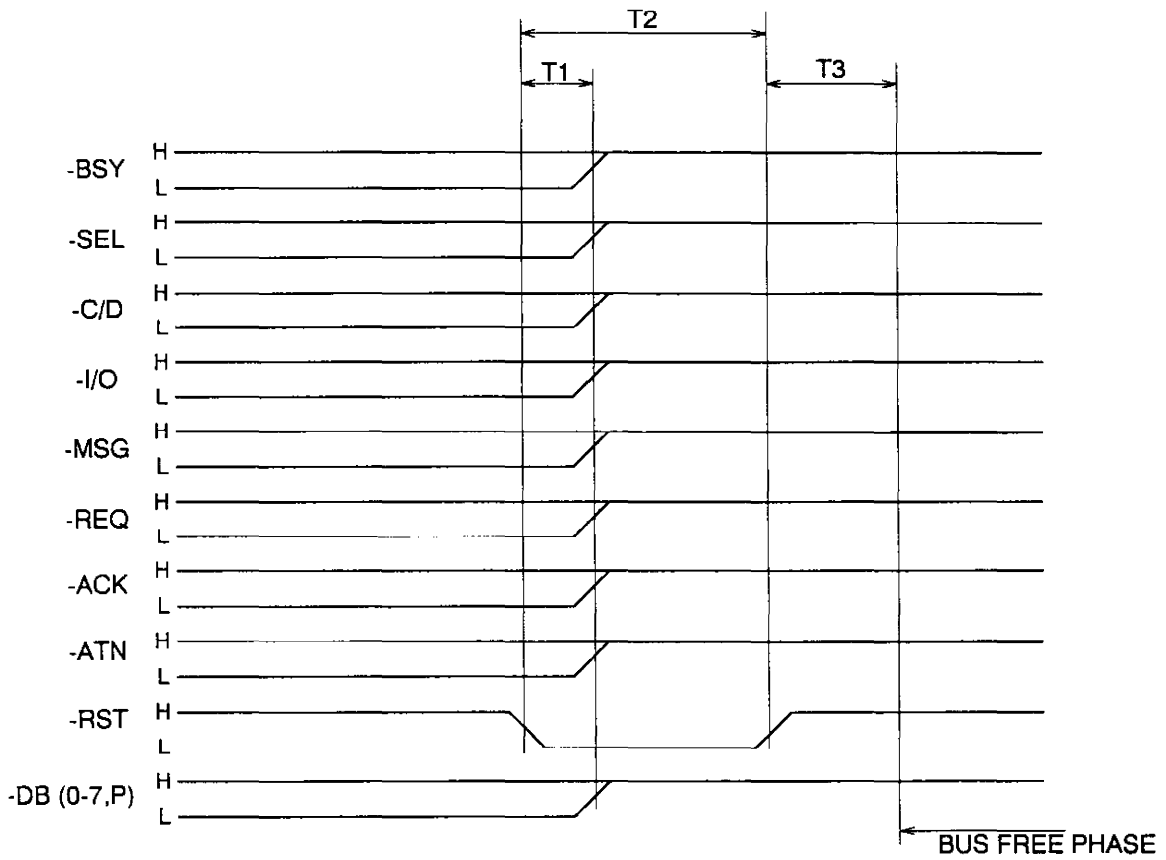 T2
T1
T3
-BSY
H
L
-SEL
H
L
-C/D
H
L
-I/O
H
L
-MSG
H
L
-REQ
H
L
-ACK
H
L
-ATN
H
L
-RST
H
L
-DB (0-7,P)
H
L
BUS FREE PHASE